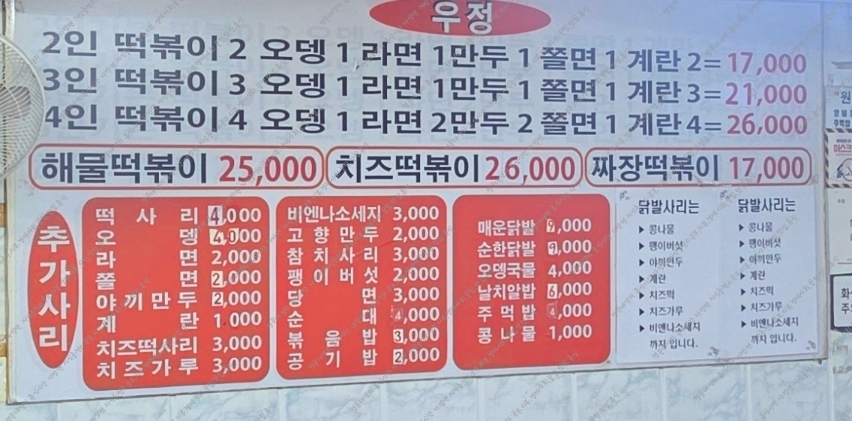 우정
2인 떡볶이 2 오뎅 1 라면 1만두 1 쫄면 1 계란 2= 17,000
3인 떡볶이 3 오뎅 1 라면 1만두 1 쫄면 1 계란 3= 21,000
4인 떡볶이 4 오뎅 1 라면 2만두 2 쫄면 1 계란 4= 26,000
해물떡볶이 25,000
치즈떡볶이 26,000
짜장떡볶이 17,000
추가사리
떡사리 4,000
오뎅 4,000
라면 2,000
쫄면 2,000
야끼만두 2,000
계란 1.000
치즈떡사리 3,000
치즈가루 3,000
비엔나소세지 3,000
고향만두 2,000
참치사리 3,000
팽이버섯 2,000
당면 3,000
순대 4,000
볶음밥 3,000
공기밥 2,000
매운닭발 9,000
순한닭발 9,000
오뎅국물 4,000
날치알밥 6,000
주먹밥 4,000
콩나물 1,000
닭발사리는
▶ 콩나물
▶ 팽이버섯
▶ 야끼만두
▶ 계란
▶ 치즈떡
▶ 치즈가루
▶ 비엔나소세지
까지 입니다.
닭발사리는
▶ 콩나물
▶ 팽이버섯
▶ 야끼만두
▶ 계란
▶ 치즈떡
▶ 치즈가루
▶ 비엔나소세지
까지 입니다.